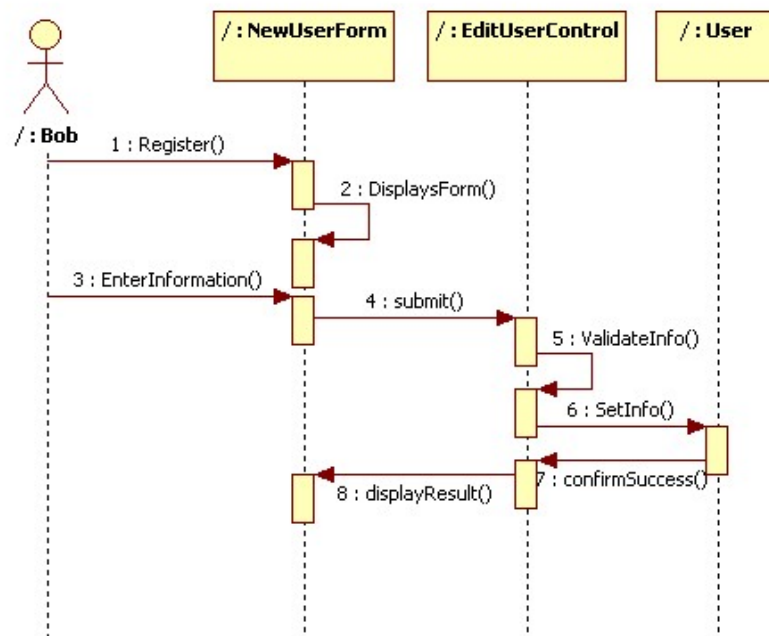 / : NewUserForm
/ : EditUserControl
/ : User
/ : Bob
1 : Register()
2 : DisplaysForm()
3 : EnterInformation()
4 : submit()
5 : ValidateInfo()
6 : SetInfo()
7 : confirmSuccess()
8 : displayResult()